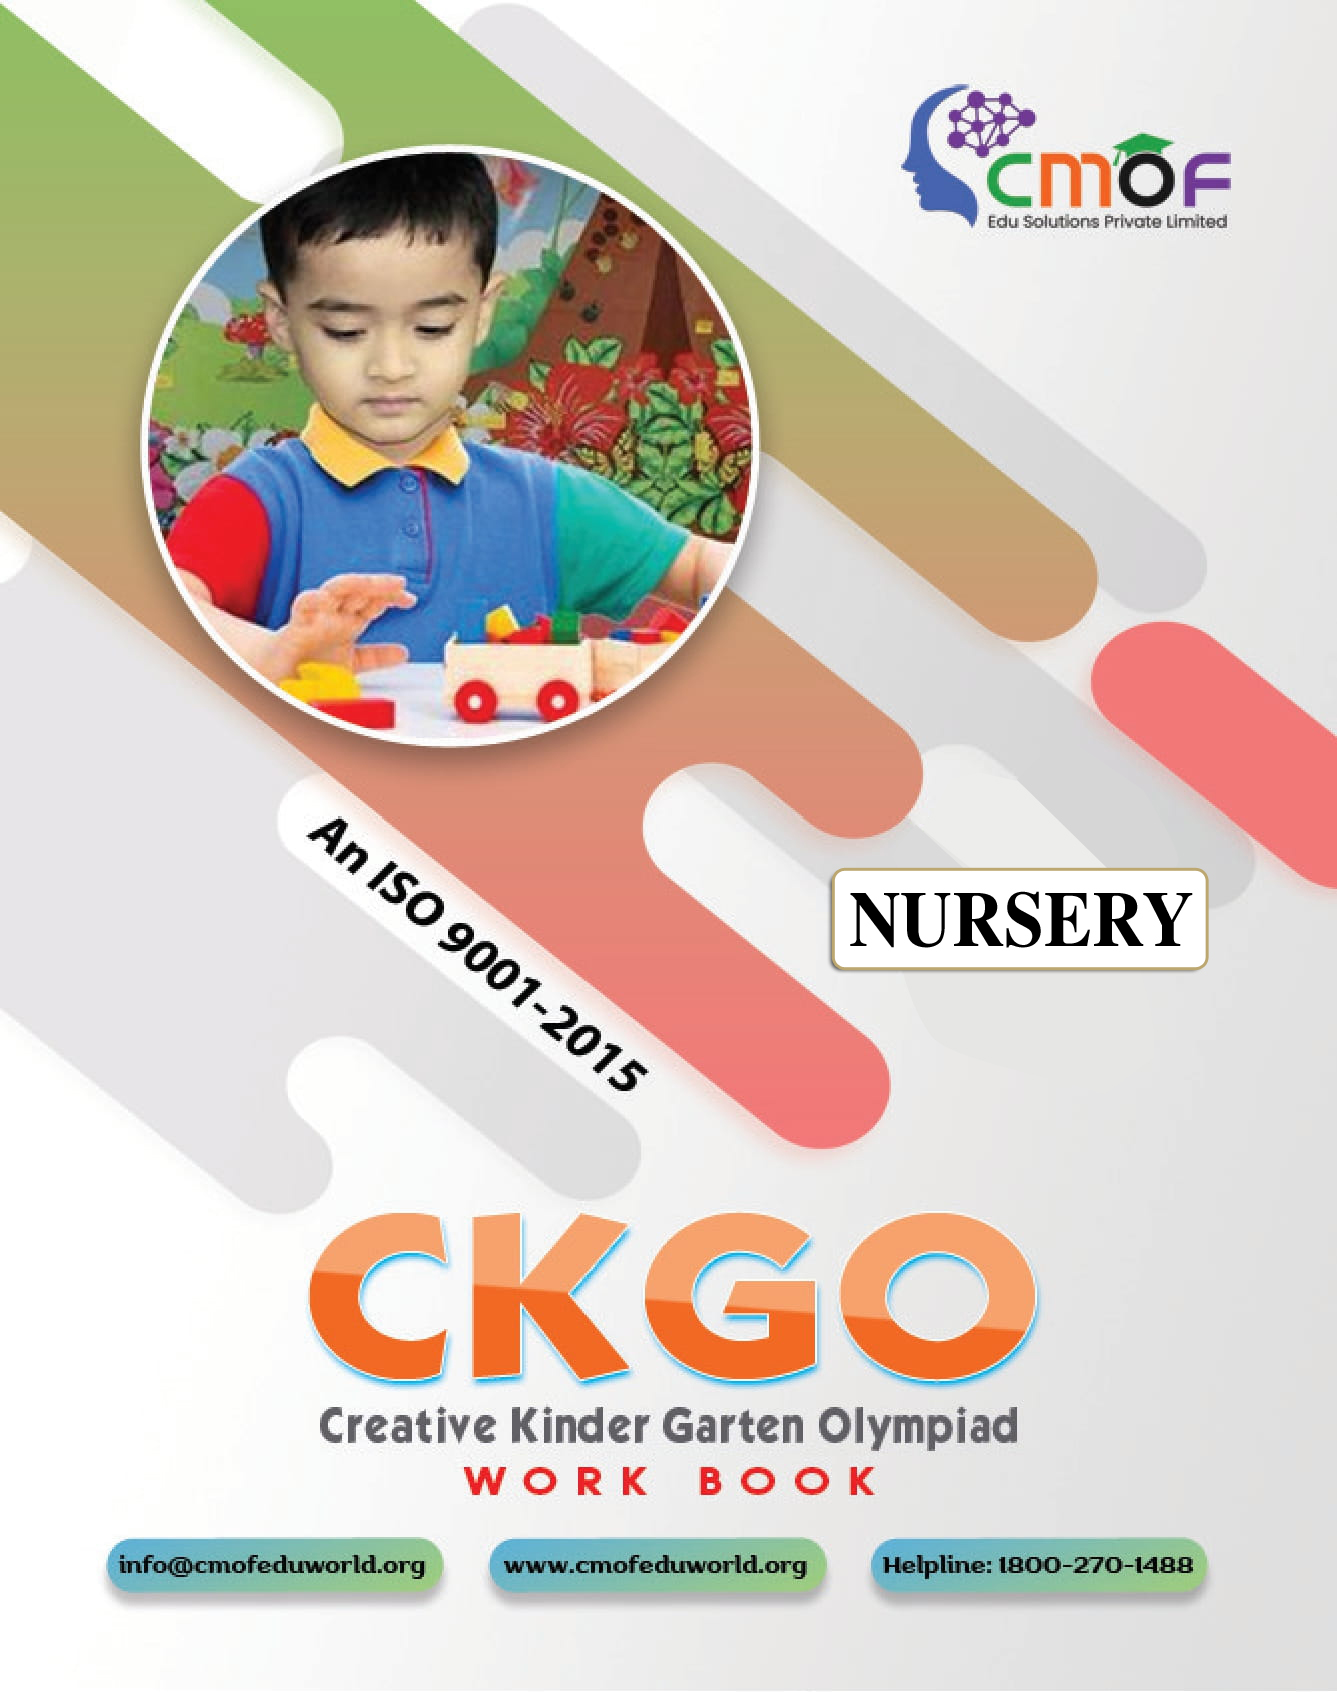 CMOF
Edu Solutions Private Limited
An ISO 9001-2015
NURSERY
CKGO
Creative Kinder Garten Olympiad
WORK BOOK
info@cmofeduworld.org
www.cmofeduworld.org
Helpline: 1800-270-1488